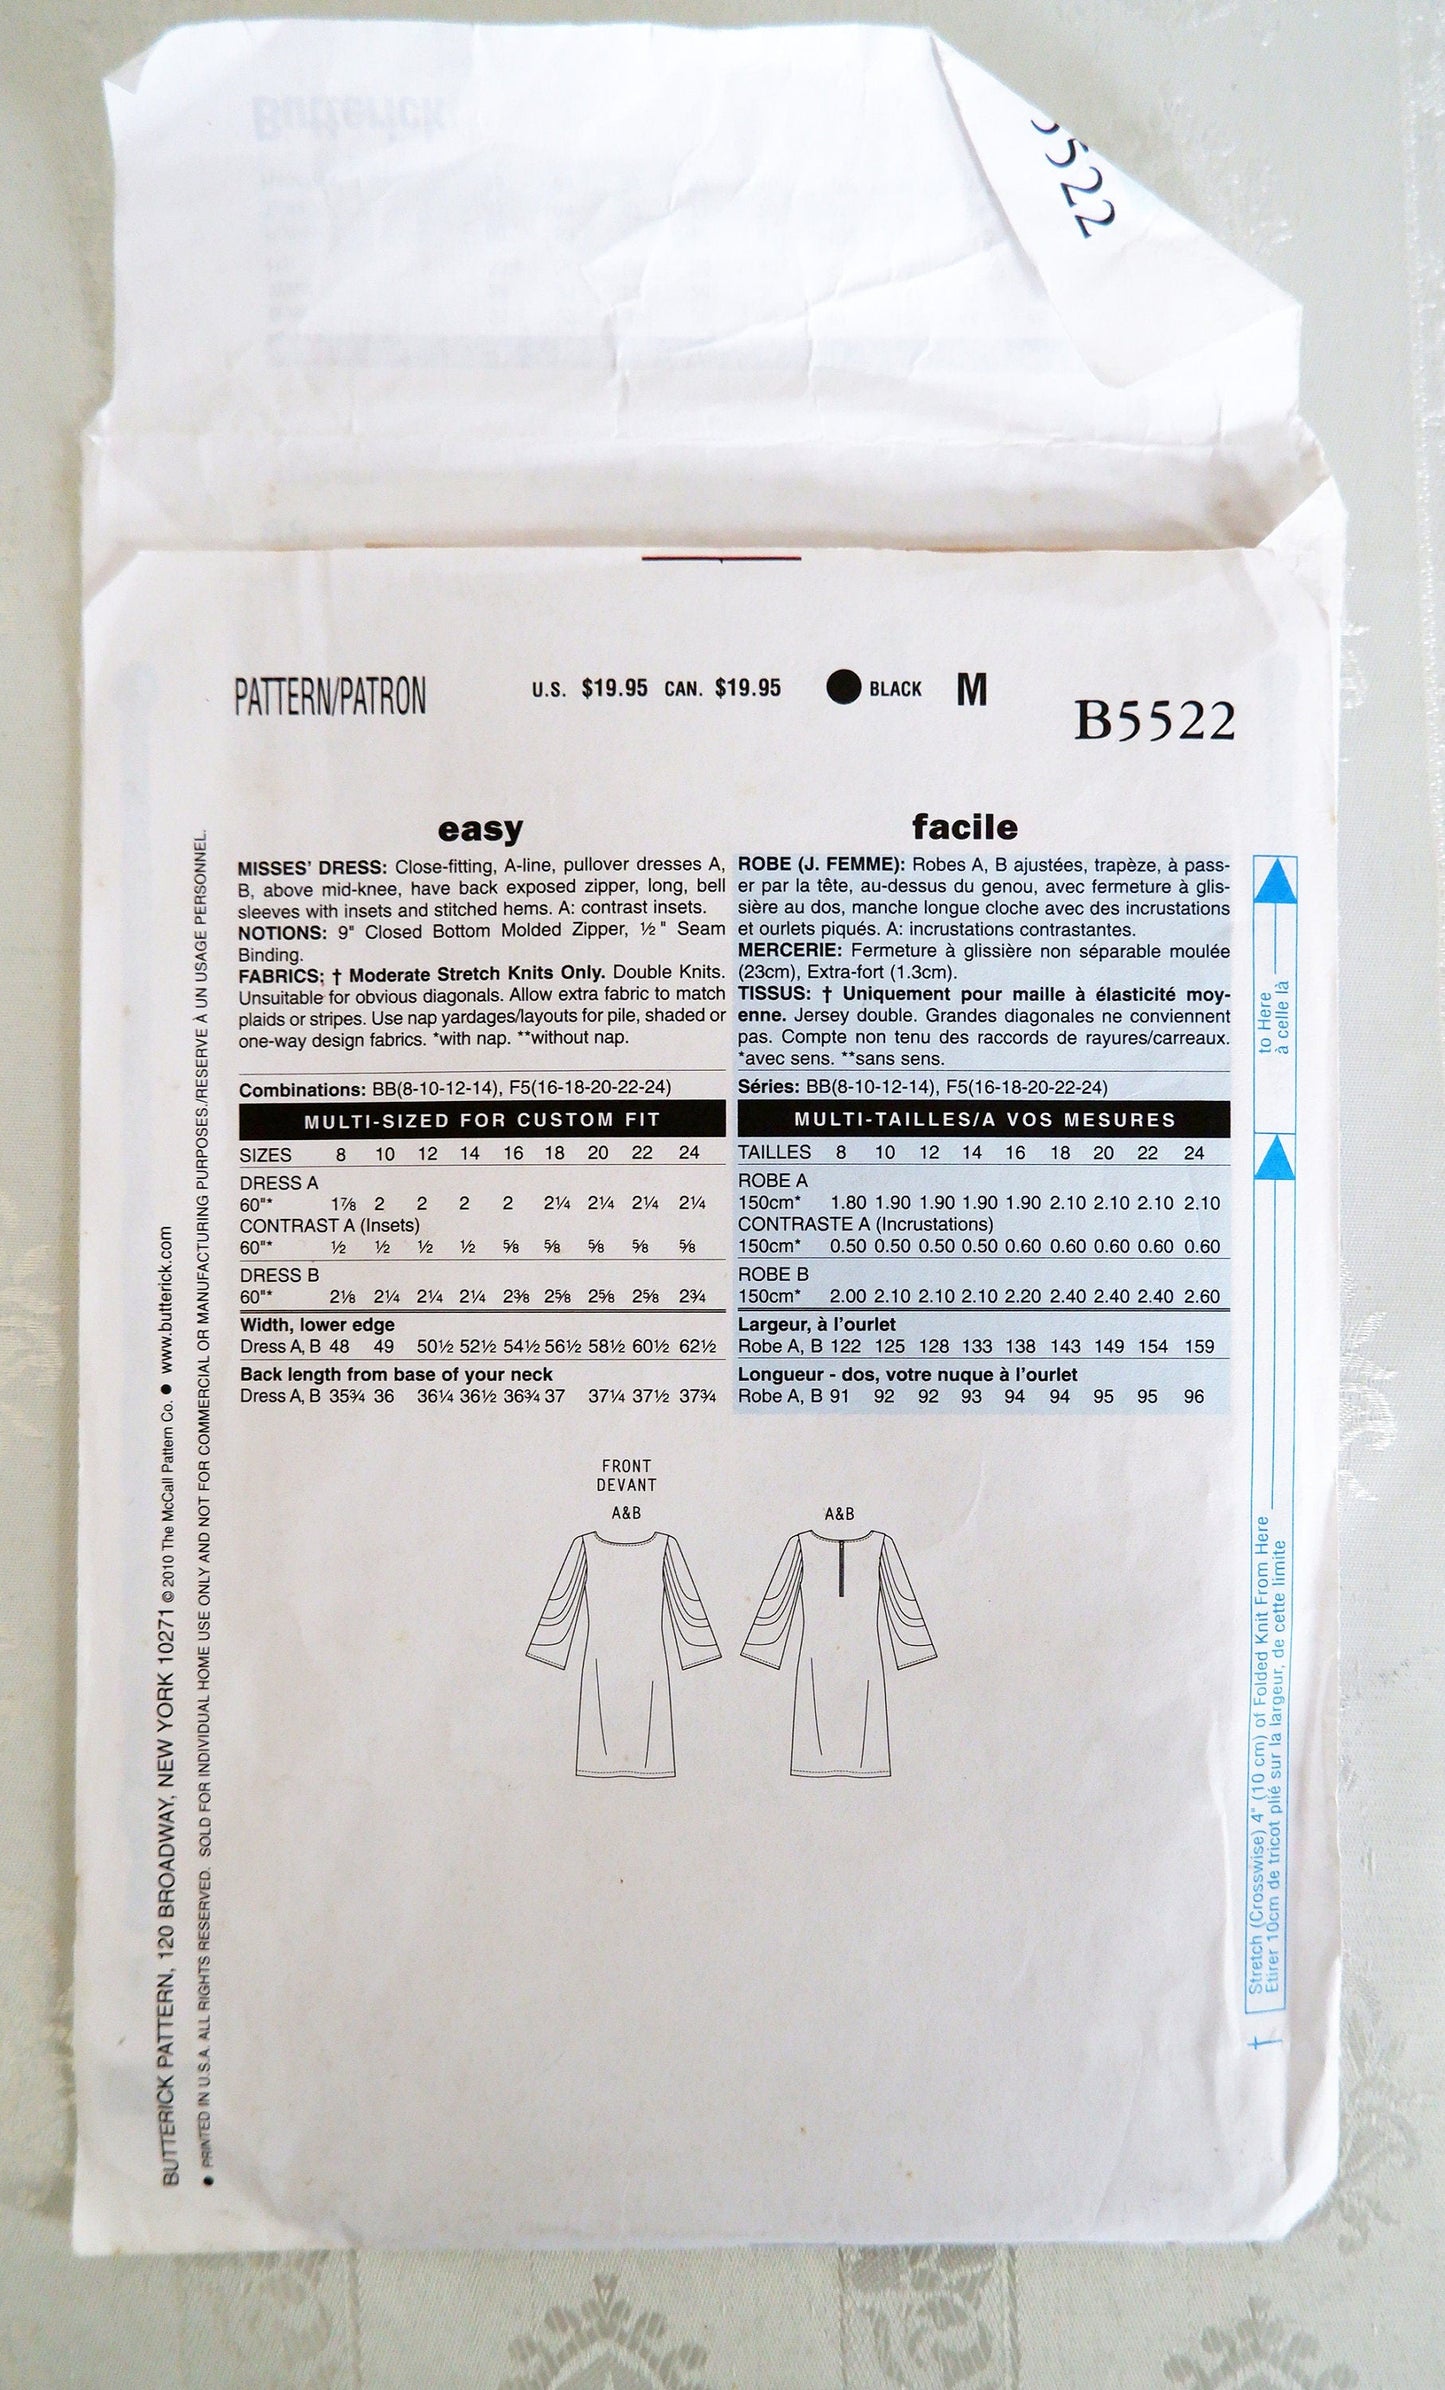 5522
PATTERN/PATRON
U.S. $19.95 CAN. $19.95
BLACK
M
B5522
easy
MISSES' DRESS: Close-fitting, A-line, pullover dresses A,
B, above mid-knee, have back exposed zipper, long, bell
sleeves with insets and stitched hems. A: contrast insets.
NOTIONS: 9" Closed Bottom Molded Zipper, ½" Seam
Binding.
FABRICS: † Moderate Stretch Knits Only. Double Knits.
Unsuitable for obvious diagonals. Allow extra fabric to match
plaids or stripes. Use nap yardages/layouts for pile, shaded or
one-way design fabrics. *with nap. **without nap.
Combinations: BB(8-10-12-14), F5(16-18-20-22-24)
MULTI-SIZED FOR CUSTOM FIT
SIZES 8 10 12 14 16 18 20 22 24
DRESS A
60"* 1⅞ 2 2 2 2 2¼ 2¼ 2¼ 2¼
CONTRAST A (Insets)
60"* ½ ½ ½ ½ ⅝ ⅝ ⅝ ⅝ ⅝
DRESS B
60"* 2⅛ 2¼ 2¼ 2¼ 2⅜ 2⅝ 2⅝ 2⅝ 2¾
Width, lower edge
Dress A, B 48 49 50½ 52½ 54½ 56½ 58½ 60½ 62½
Back length from base of your neck
Dress A, B 35¾ 36 36¼ 36½ 36¾ 37 37¼ 37½ 37¾
facile
ROBE (J. FEMME): Robes A, B ajustées, trapèze, à pass-
er par la tête, au-dessus du genou, avec fermeture à glis-
sière au dos, manche longue cloche avec des incrustations
et ourlets piqués. A: incrustations contrastantes.
MERCERIE: Fermeture à glissière non séparable moulée
(23cm), Extra-fort (1.3cm).
TISSUS: † Uniquement pour maille à élasticité moy-
enne. Jersey double. Grandes diagonales ne conviennent
pas. Compte non tenu des raccords de rayures/carreaux.
*avec sens. **sans sens.
Séries: BB(8-10-12-14), F5(16-18-20-22-24)
MULTI-TAILLES/A VOS MESURES
TAILLES 8 10 12 14 16 18 20 22 24
ROBE A
150cm* 1.80 1.90 1.90 1.90 1.90 2.10 2.10 2.10 2.10
CONTRASTE A (Incrustations)
150cm* 0.50 0.50 0.50 0.50 0.60 0.60 0.60 0.60 0.60
ROBE B
150cm* 2.00 2.10 2.10 2.10 2.20 2.40 2.40 2.40 2.60
Largeur, à l'ourlet
Robe A, B 122 125 128 133 138 143 149 154 159
Longueur - dos, votre nuque à l'ourlet
Robe A, B 91 92 92 93 94 94 95 95 96
FRONT
DEVANT
A&B
A&B
to Here
à celle là
Stretch (Crosswise) 4" (10 cm) of Folded Knit From Here
Etirer 10cm de tricot plié sur la largeur, de cette limite
†
BUTTERICK PATTERN, 120 BROADWAY, NEW YORK 10271 © 2010 The McCall Pattern Co. ● www.butterick.com
● PRINTED IN U.S.A. ALL RIGHTS RESERVED. SOLD FOR INDIVIDUAL HOME USE ONLY AND NOT FOR COMMERCIAL OR MANUFACTURING PURPOSES./RESERVE À UN USAGE PERSONNEL.